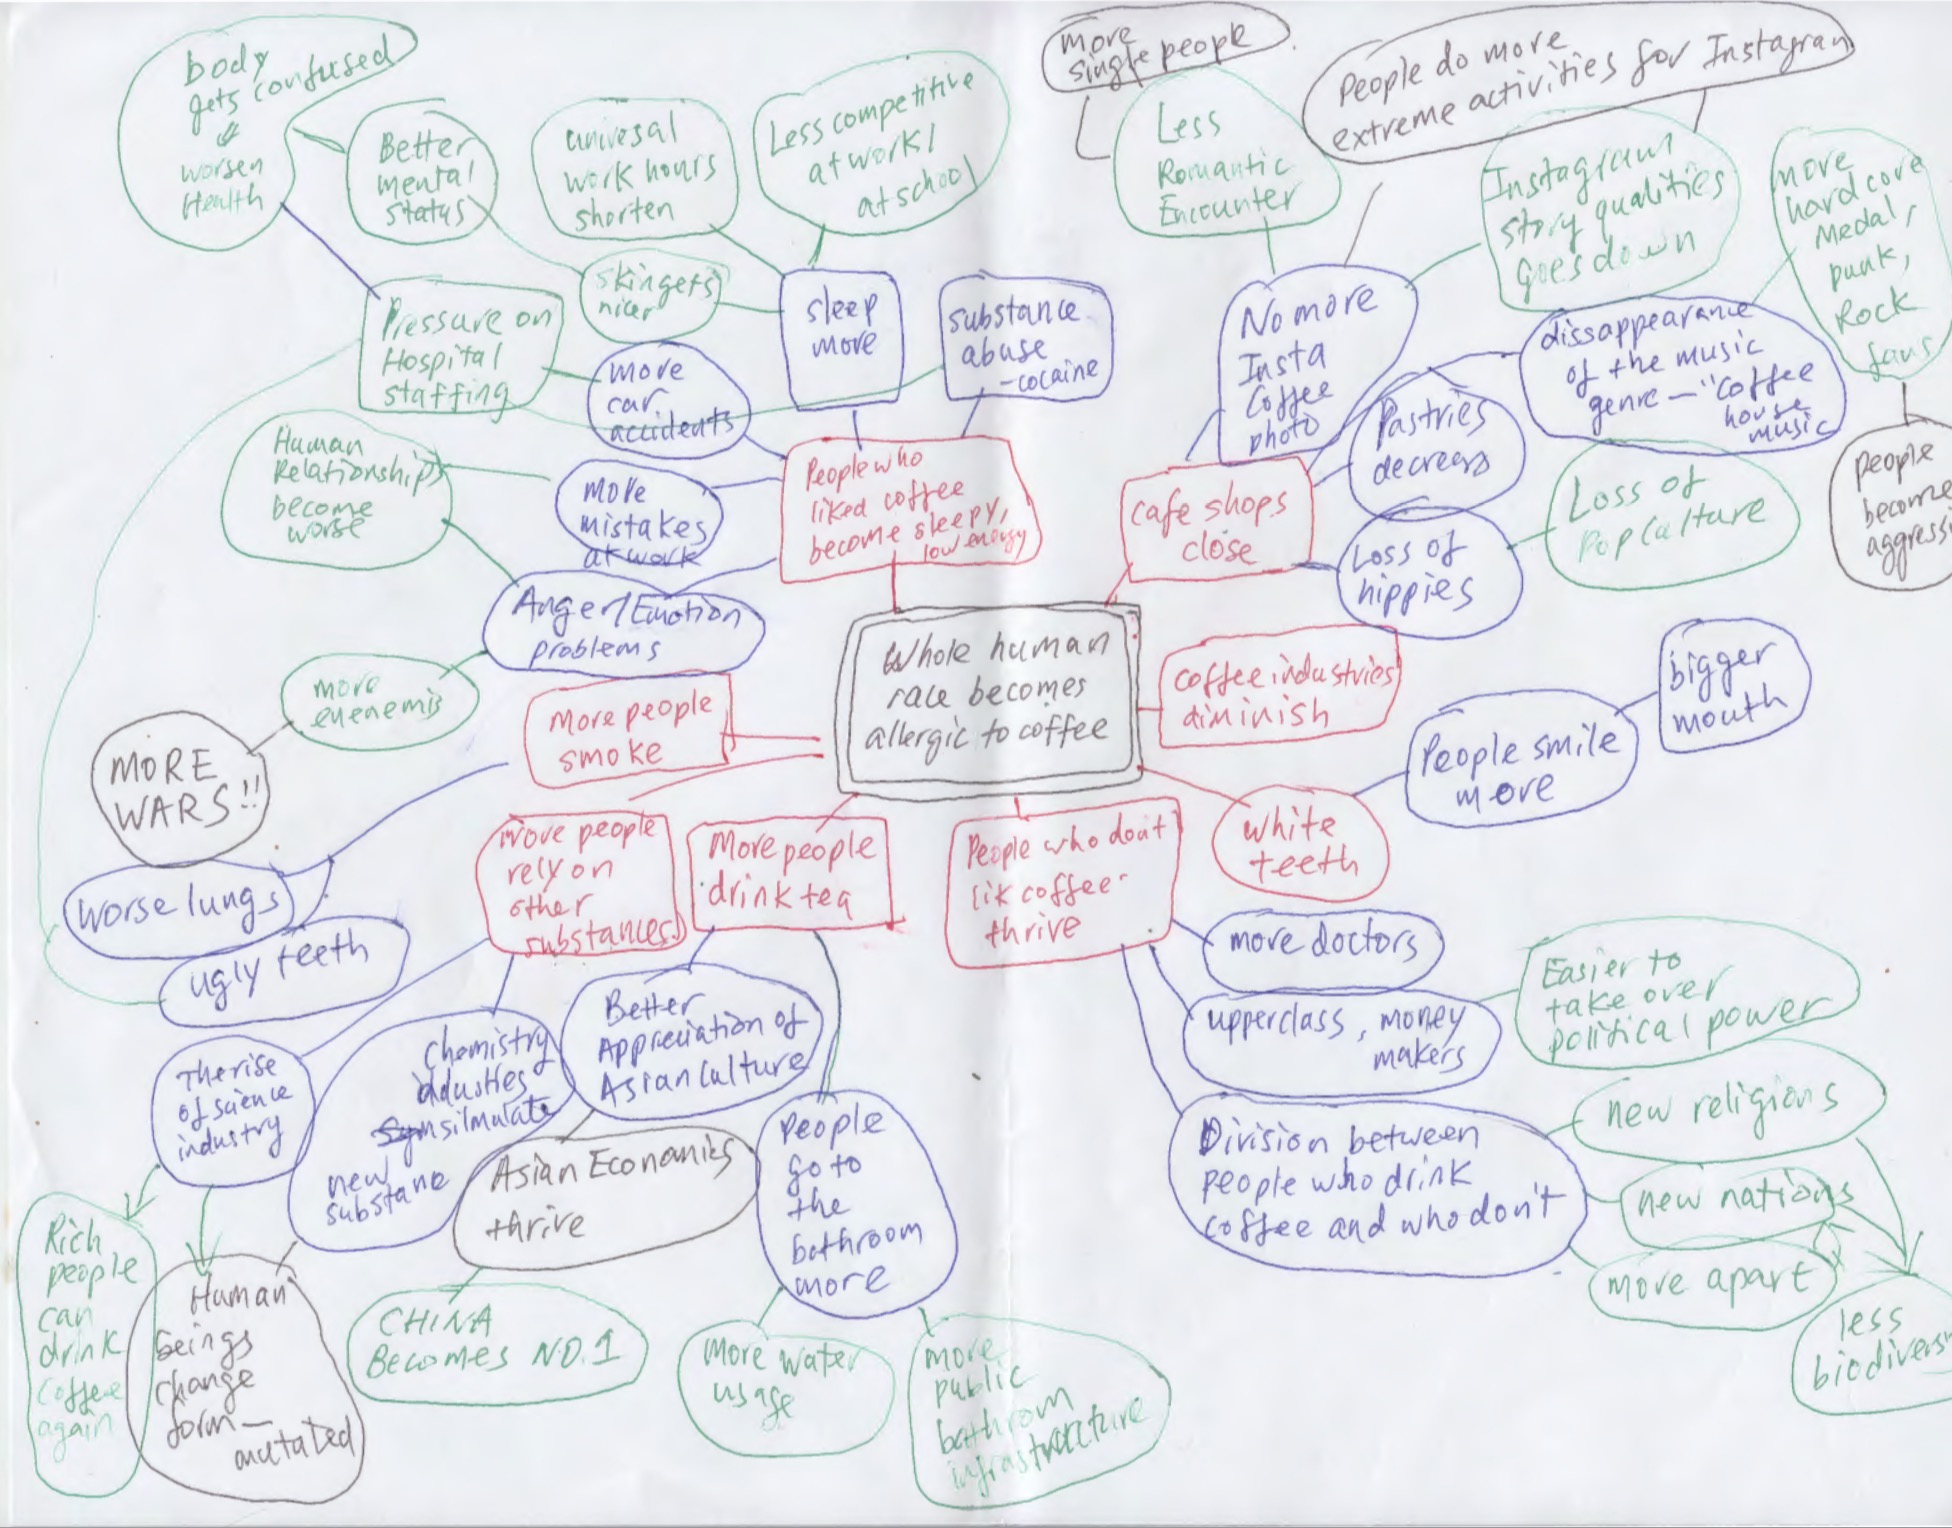 body
gets confused
worsen
Health
Better
mental
status
univesal
work hours
shorten
Less competitive
at work/
at school
more
single people
Less
Romantic
Encounter
People do more
extreme activities for Instagram
Instagram
story qualities
goes down
more
hard core
Medal,
punk,
Rock
fans
people
become
Pressure on
Hospital
staffing
skin gets
nicer
sleep
more
substance
abuse
-cocaine
No more
Insta
Coffee
photo
dissappearance
of the music
genre — "coffee
house
music
more
car
accidents
Pastries
Human
Relationships
become
worse
more
mistakes
at work
People who
liked coffee
become sleepy,
low energy
cafe shops
close
Loss of
hippies
Loss of
Pop Culture
Anger/Emotion
problems
more
enenemis
MORE
WARS!!
More people
smoke
Whole human
race becomes
allergic to coffee
coffee industries
diminish
People smile
more
bigger
mouth
white
teeth
worse lungs
ugly teeth
more people
rely on
other
substances
More people
drink tea
People who don't
lik coffee
thrive
more doctors
upperclass, money
makers
Easier to
take over
political power
The rise
of science
industry
chemistry
new
Better
Appreciation of
Asian Culture
Asian Economics
thrive
CHINA
Becomes NO.1
People
go to
the
bathroom
more
More water
usage
more
public
bathrom
infrastructure
Division between
people who drink
coffee and who don't
new religions
new nations
more apart
less
Rich
people
can
drink
coffee
again
Human
beings
change
form —
mutated